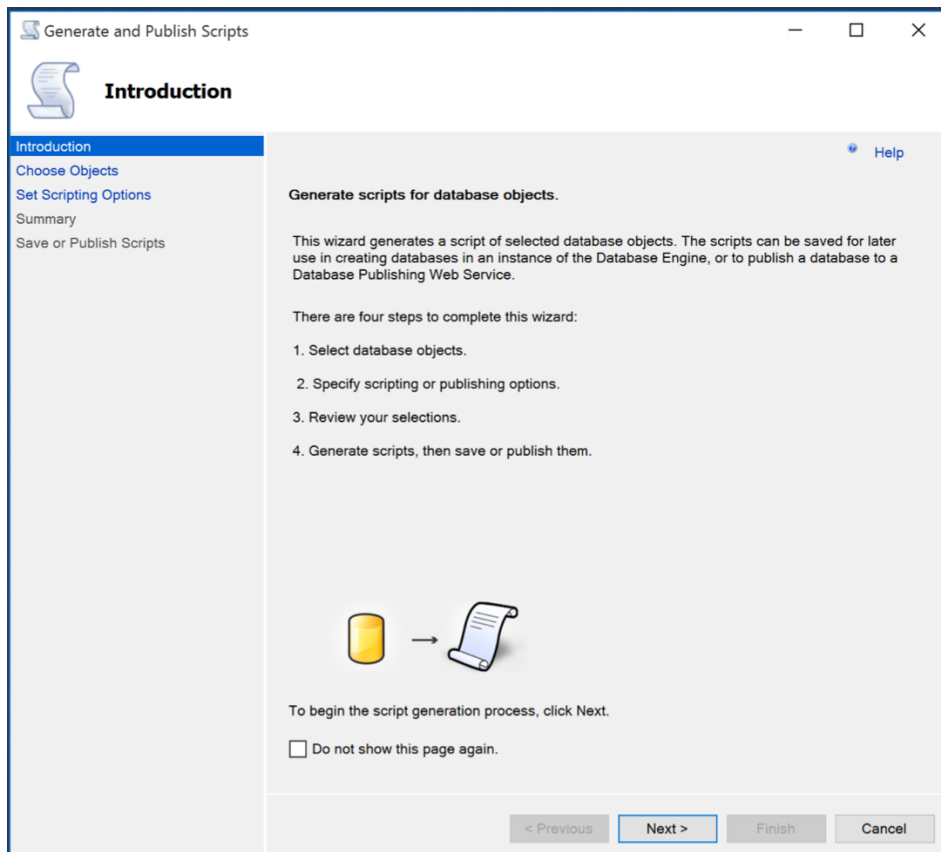 Generate and Publish Scripts
Introduction
Introduction
Choose Objects
Set Scripting Options
Summary
Save or Publish Scripts
Help
Generate scripts for database objects.
This wizard generates a script of selected database objects. The scripts can be saved for later
use in creating databases in an instance of the Database Engine, or to publish a database to a
Database Publishing Web Service.
There are four steps to complete this wizard:
1. Select database objects.
2. Specify scripting or publishing options.
3. Review your selections.
4. Generate scripts, then save or publish them.
To begin the script generation process, click Next.
Do not show this page again.
< Previous
Next >
Finish
Cancel